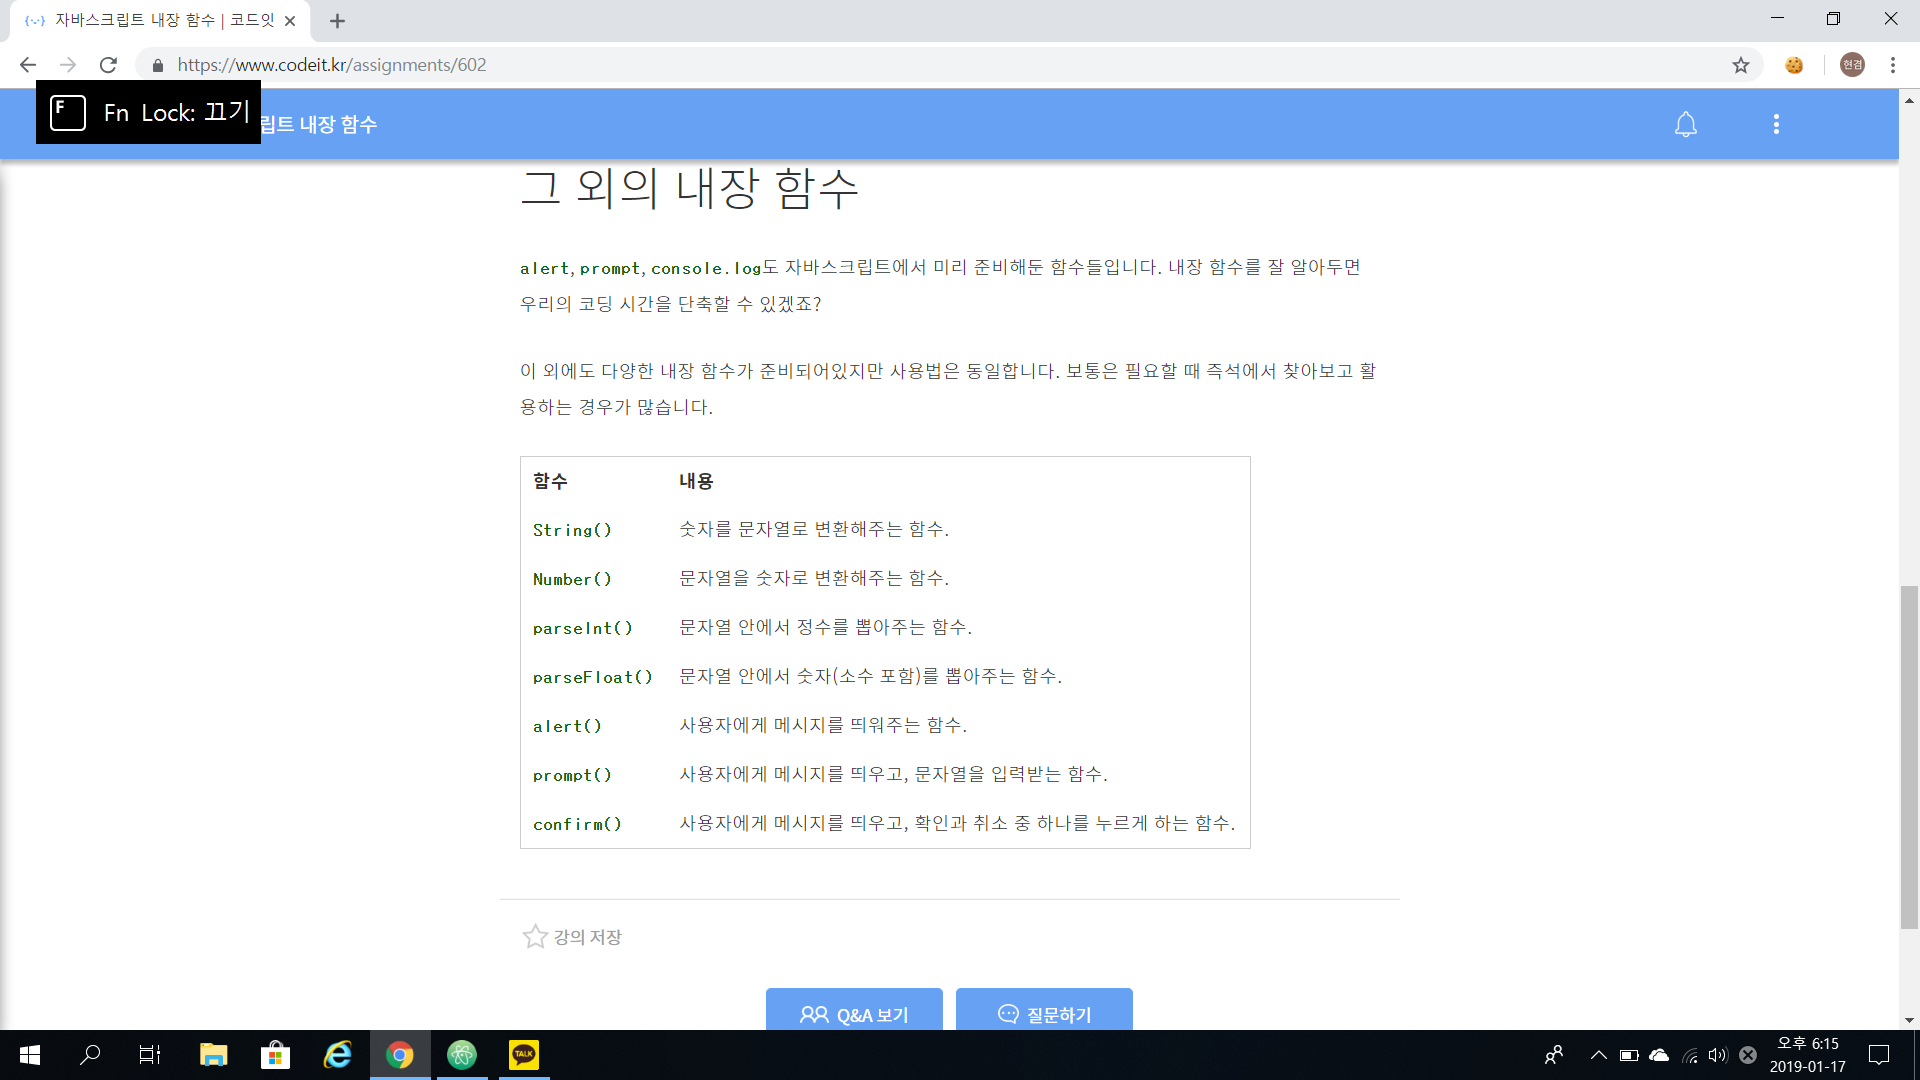 자바스크립트 내장 함수 | 코드잇
https://www.codeit.kr/assignments/602
현겸
F Fn Lock: 끄기
립트 내장 함수
그 외의 내장 함수
alert,prompt,console.log도 자바스크립트에서 미리 준비해둔 함수들입니다. 내장 함수를 잘 알아두면
우리의 코딩 시간을 단축할 수 있겠죠?
이 외에도 다양한 내장 함수가 준비되어있지만 사용법은 동일합니다. 보통은 필요할 때 즉석에서 찾아보고 활
용하는 경우가 많습니다.
함수 내용
String() 숫자를 문자열로 변환해주는 함수.
Number() 문자열을 숫자로 변환해주는 함수.
parseInt() 문자열 안에서 정수를 뽑아주는 함수.
parseFloat() 문자열 안에서 숫자(소수 포함)를 뽑아주는 함수.
alert() 사용자에게 메시지를 띄워주는 함수.
prompt() 사용자에게 메시지를 띄우고, 문자열을 입력받는 함수.
confirm() 사용자에게 메시지를 띄우고, 확인과 취소 중 하나를 누르게 하는 함수.
강의 저장
Q&A 보기 질문하기
TALK
오후 6:15
2019-01-17